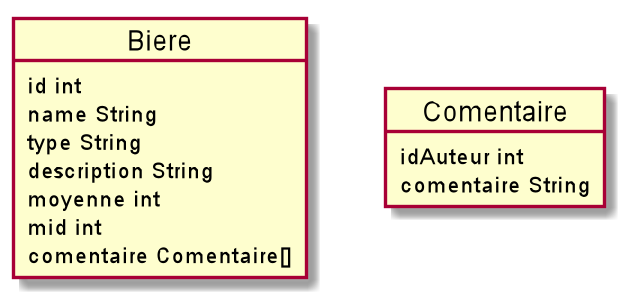 Biere
id int
name String
type String
description String
moyenne int
mid int
comentaire Comentaire[]
Comentaire
idAuteur int
comentaire String